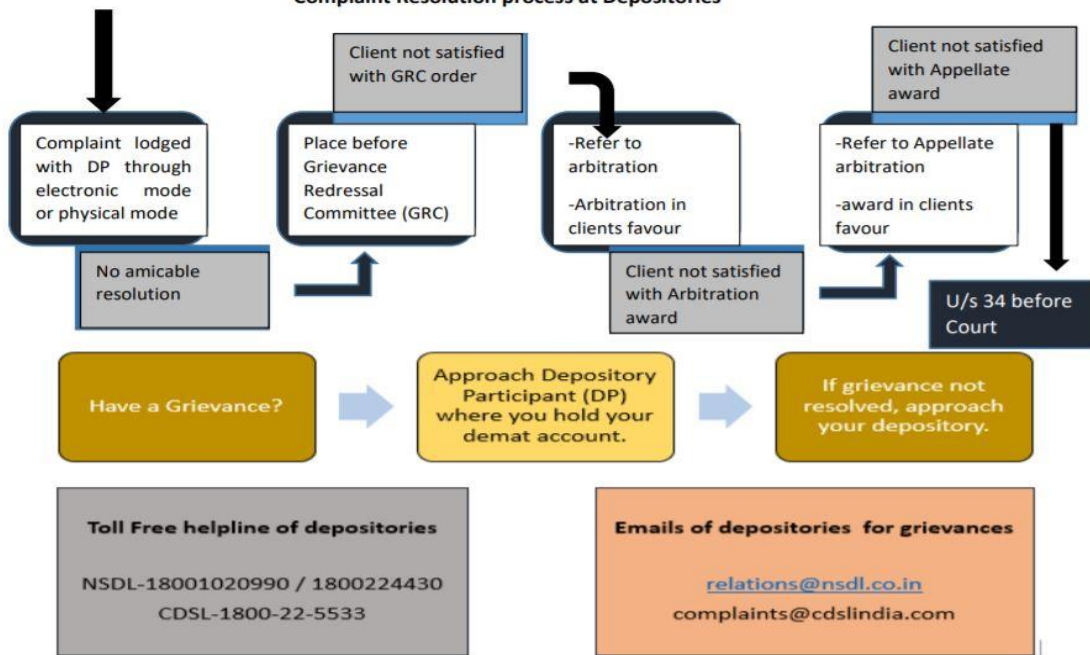 Complaint Resolution process at Depositories
Client not satisfied
with GRC order
Client not satisfied
with Appellate
award
Complaint lodged
with DP through
electronic mode
or physical mode
Place before
Grievance
Redressal
Committee (GRC)
-Refer to
arbitration
-Arbitration in
clients favour
-Refer to Appellate
arbitration
-award in clients
favour
No amicable
resolution
Client not satisfied
with Arbitration
award
U/s 34 before
Court
Have a Grievance?
Approach Depository
Participant (DP)
where you hold your
demat account.
If grievance not
resolved, approach
your depository.
Toll Free helpline of depositories
NSDL-18001020990 / 1800224430
CDSL-1800-22-5533
Emails of depositories for grievances
relations@nsdl.co.in
complaints@cdslindia.com